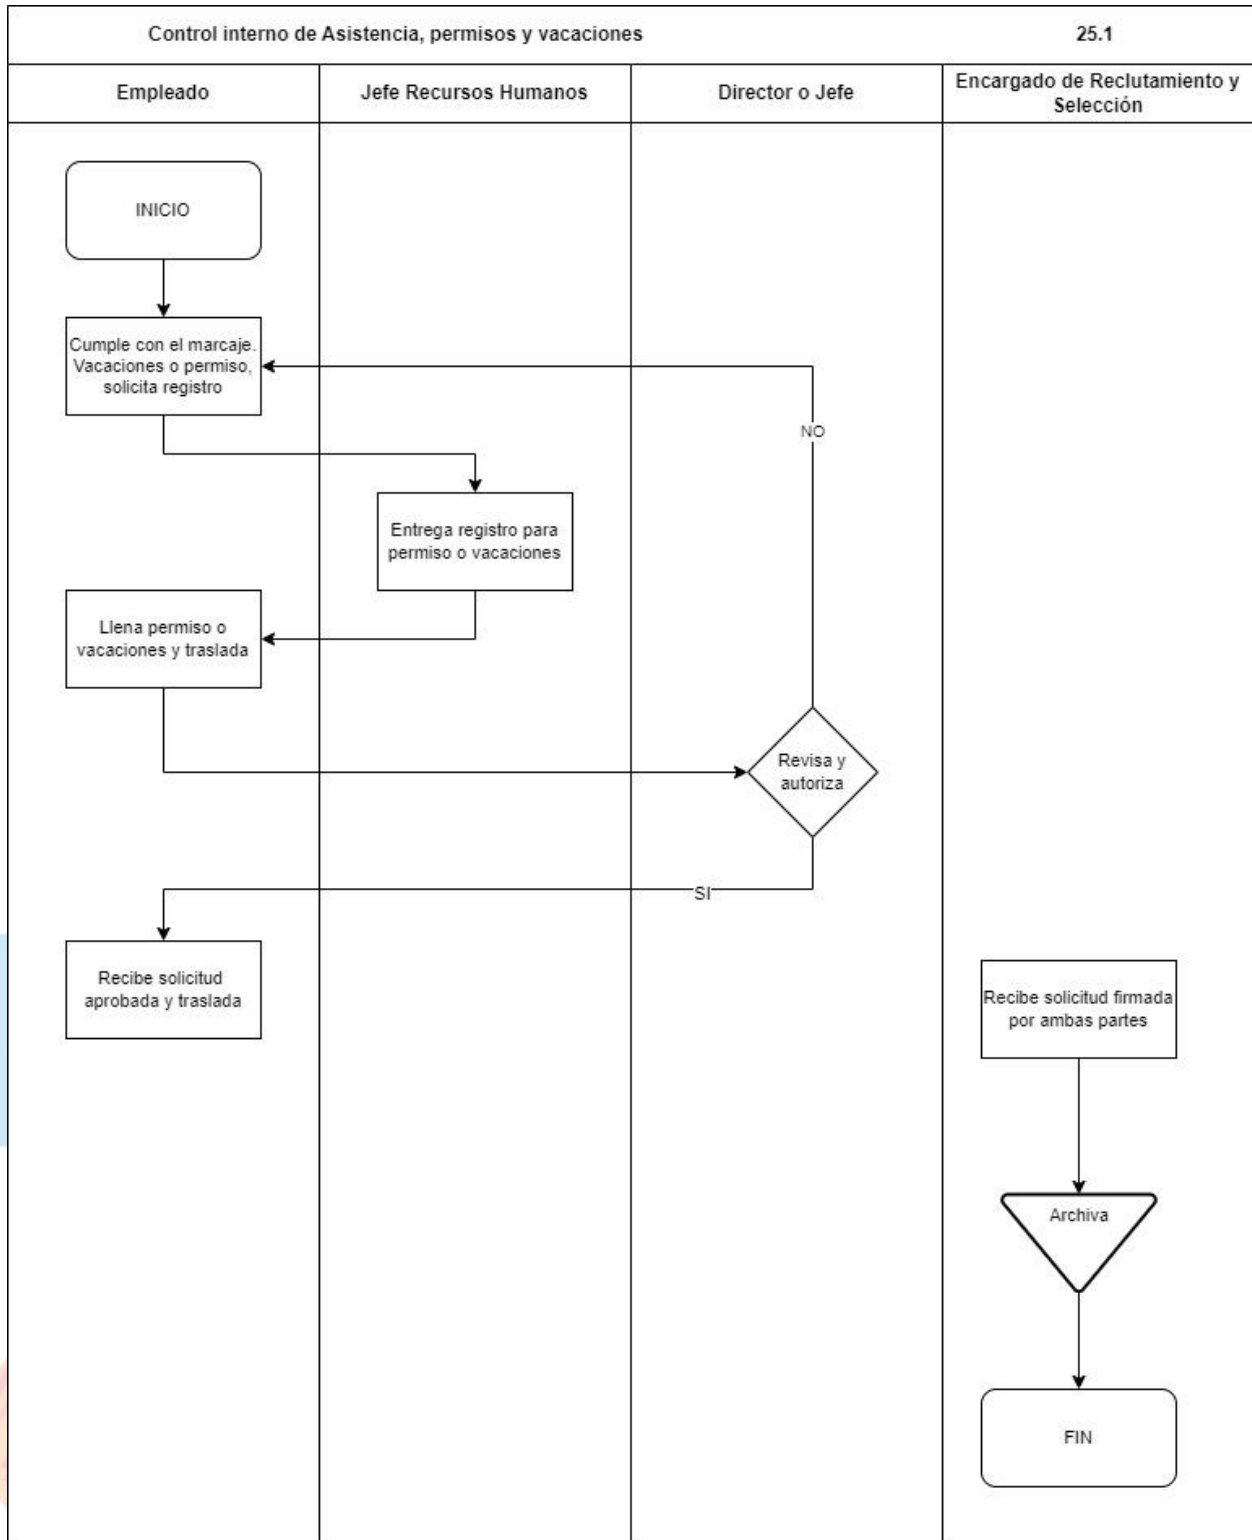 Control interno de Asistencia, permisos y vacaciones
25.1
Empleado
Jefe Recursos Humanos
Director o Jefe
Encargado de Reclutamiento y
Selección
INICIO
Cumple con el marcaje.
Vacaciones o permiso,
solicita registro
NO
Entrega registro para
permiso o vacaciones
Llena permiso o
vacaciones y traslada
Revisa y
autoriza
SI
Recibe solicitud
aprobada y traslada
Recibe solicitud firmada
por ambas partes
Archiva
FIN